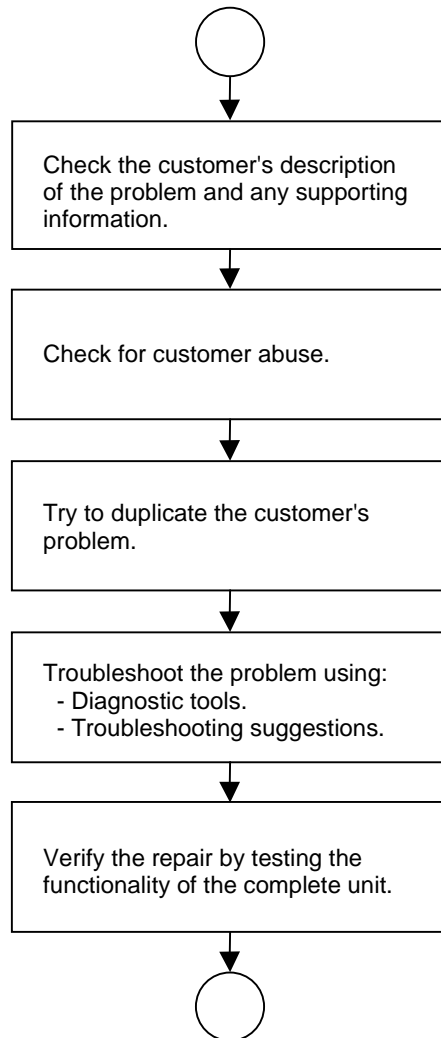 Check the customer's description
of the problem and any supporting
information.
Check for customer abuse.
Try to duplicate the customer's
problem.
Troubleshoot the problem using:
- Diagnostic tools.
- Troubleshooting suggestions.
Verify the repair by testing the
functionality of the complete unit.